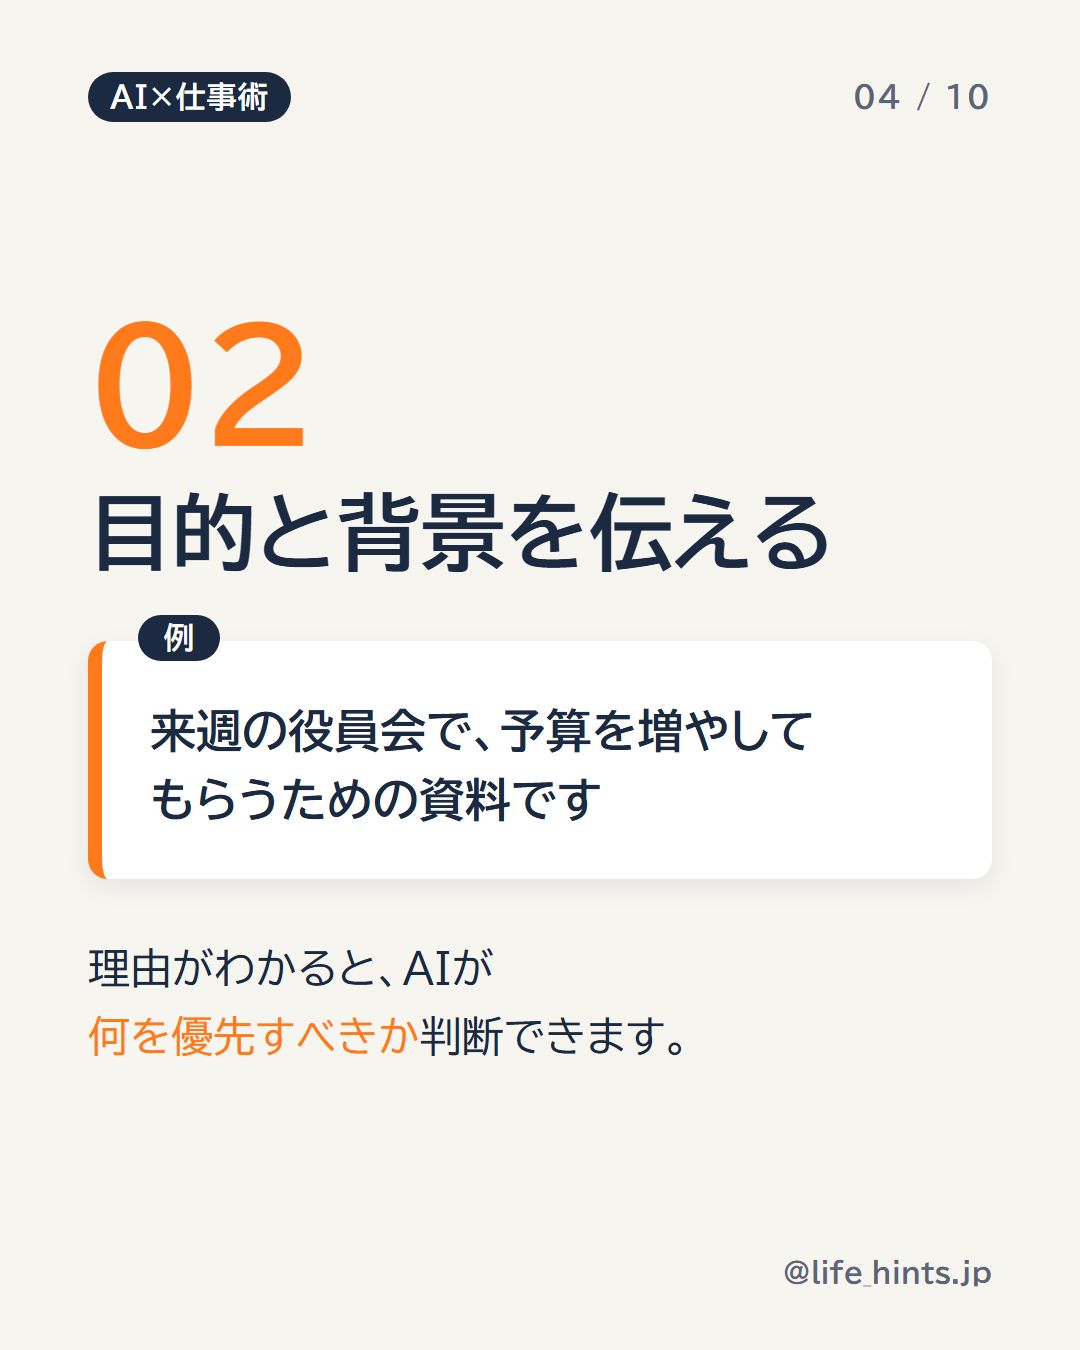 AI×仕事術
04 / 10
02
目的と背景を伝える
例
来週の役員会で、予算を増やして
もらうための資料です
理由がわかると、AIが
何を優先すべきか判断できます。
@life_hints.jp